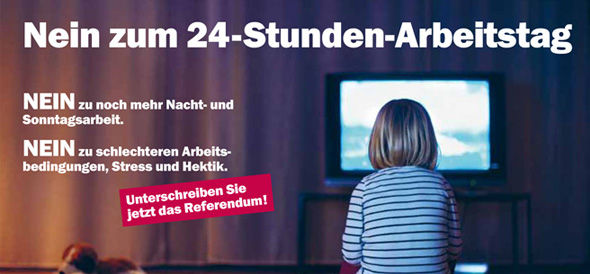 Nein zum 24-Stunden-Arbeitstag
NEIN zu noch mehr Nacht- und
Sonntagsarbeit.
NEIN zu schlechteren Arbeits-
bedingungen, Stress und Hektik.
Unterschreiben Sie
jetzt das Referendum!